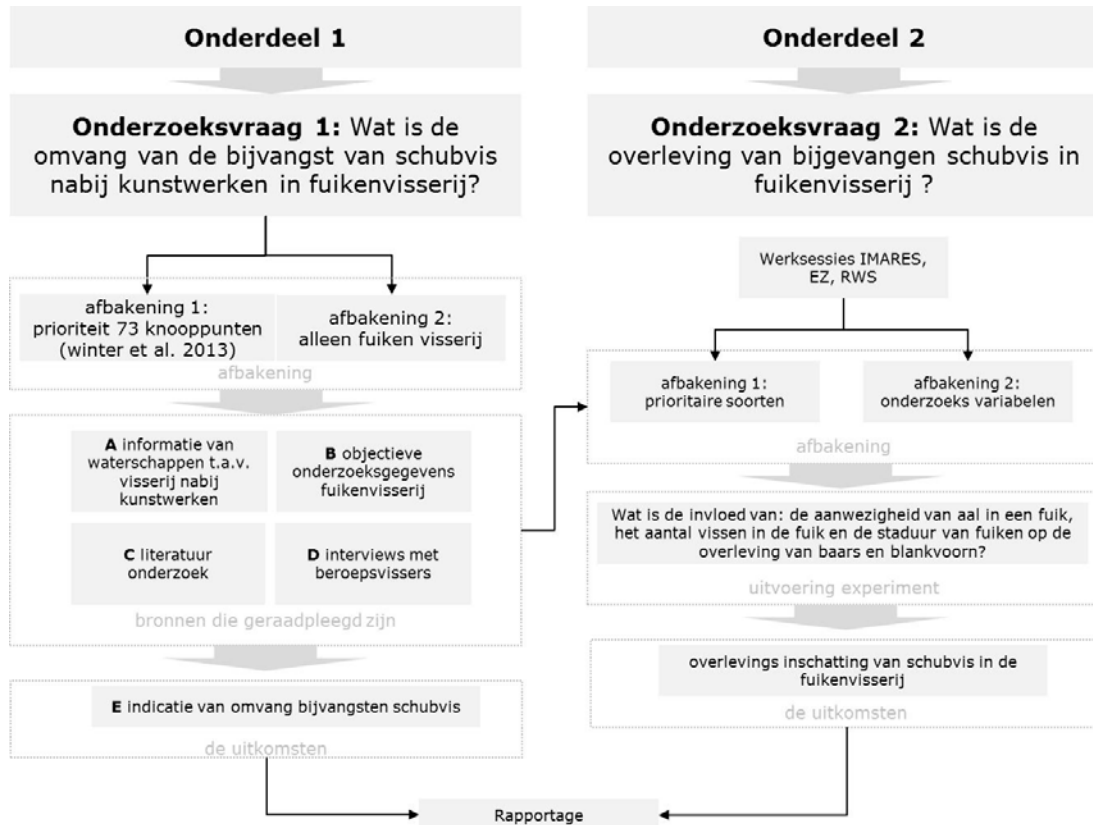 Onderdeel 1
Onderzoeksvraag 1: Wat is de
omvang van de bijvangst van schubvis
nabij kunstwerken in fuikenvisserij?
afbakening 1:
prioriteit 73 knooppunten
(winter et al. 2013)
afbakening 2:
alleen fuiken visserij
afbakening
A informatie van
waterschappen t.a.v.
visserij nabij
kunstwerken
B objectieve
onderzoeksgegevens
fuikenvisserij
C literatuur
onderzoek
D interviews met
beroepsvissers
bronnen die geraadpleegd zijn
E indicatie van omvang bijvangsten schubvis
de uitkomsten
Onderdeel 2
Onderzoeksvraag 2: Wat is de
overleving van bijgevangen schubvis in
fuikenvisserij ?
Werksessies IMARES,
EZ, RWS
afbakening 1:
prioritaire soorten
afbakening 2:
onderzoeks variabelen
afbakening
Wat is de invloed van: de aanwezigheid van aal in een fuik,
het aantal vissen in de fuik en de staduur van fuiken op de
overleving van baars en blankvoorn?
uitvoering experiment
overlevings inschatting van schubvis in de
fuikenvisserij
de uitkomsten
Rapportage